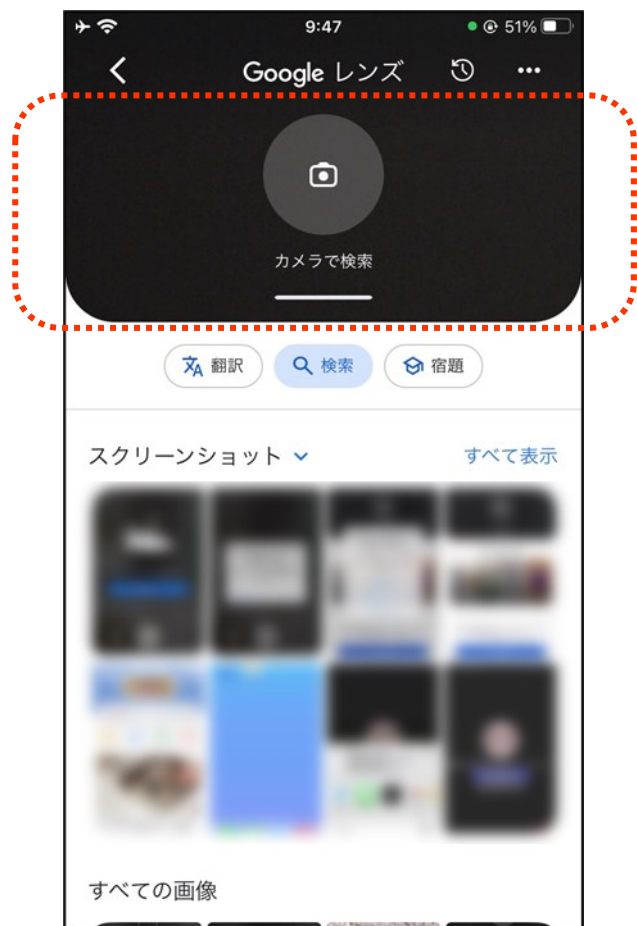 9:47
51%
Google レンズ
カメラで検索
翻訳
検索
宿題
スクリーンショット
すべて表示
すべての画像